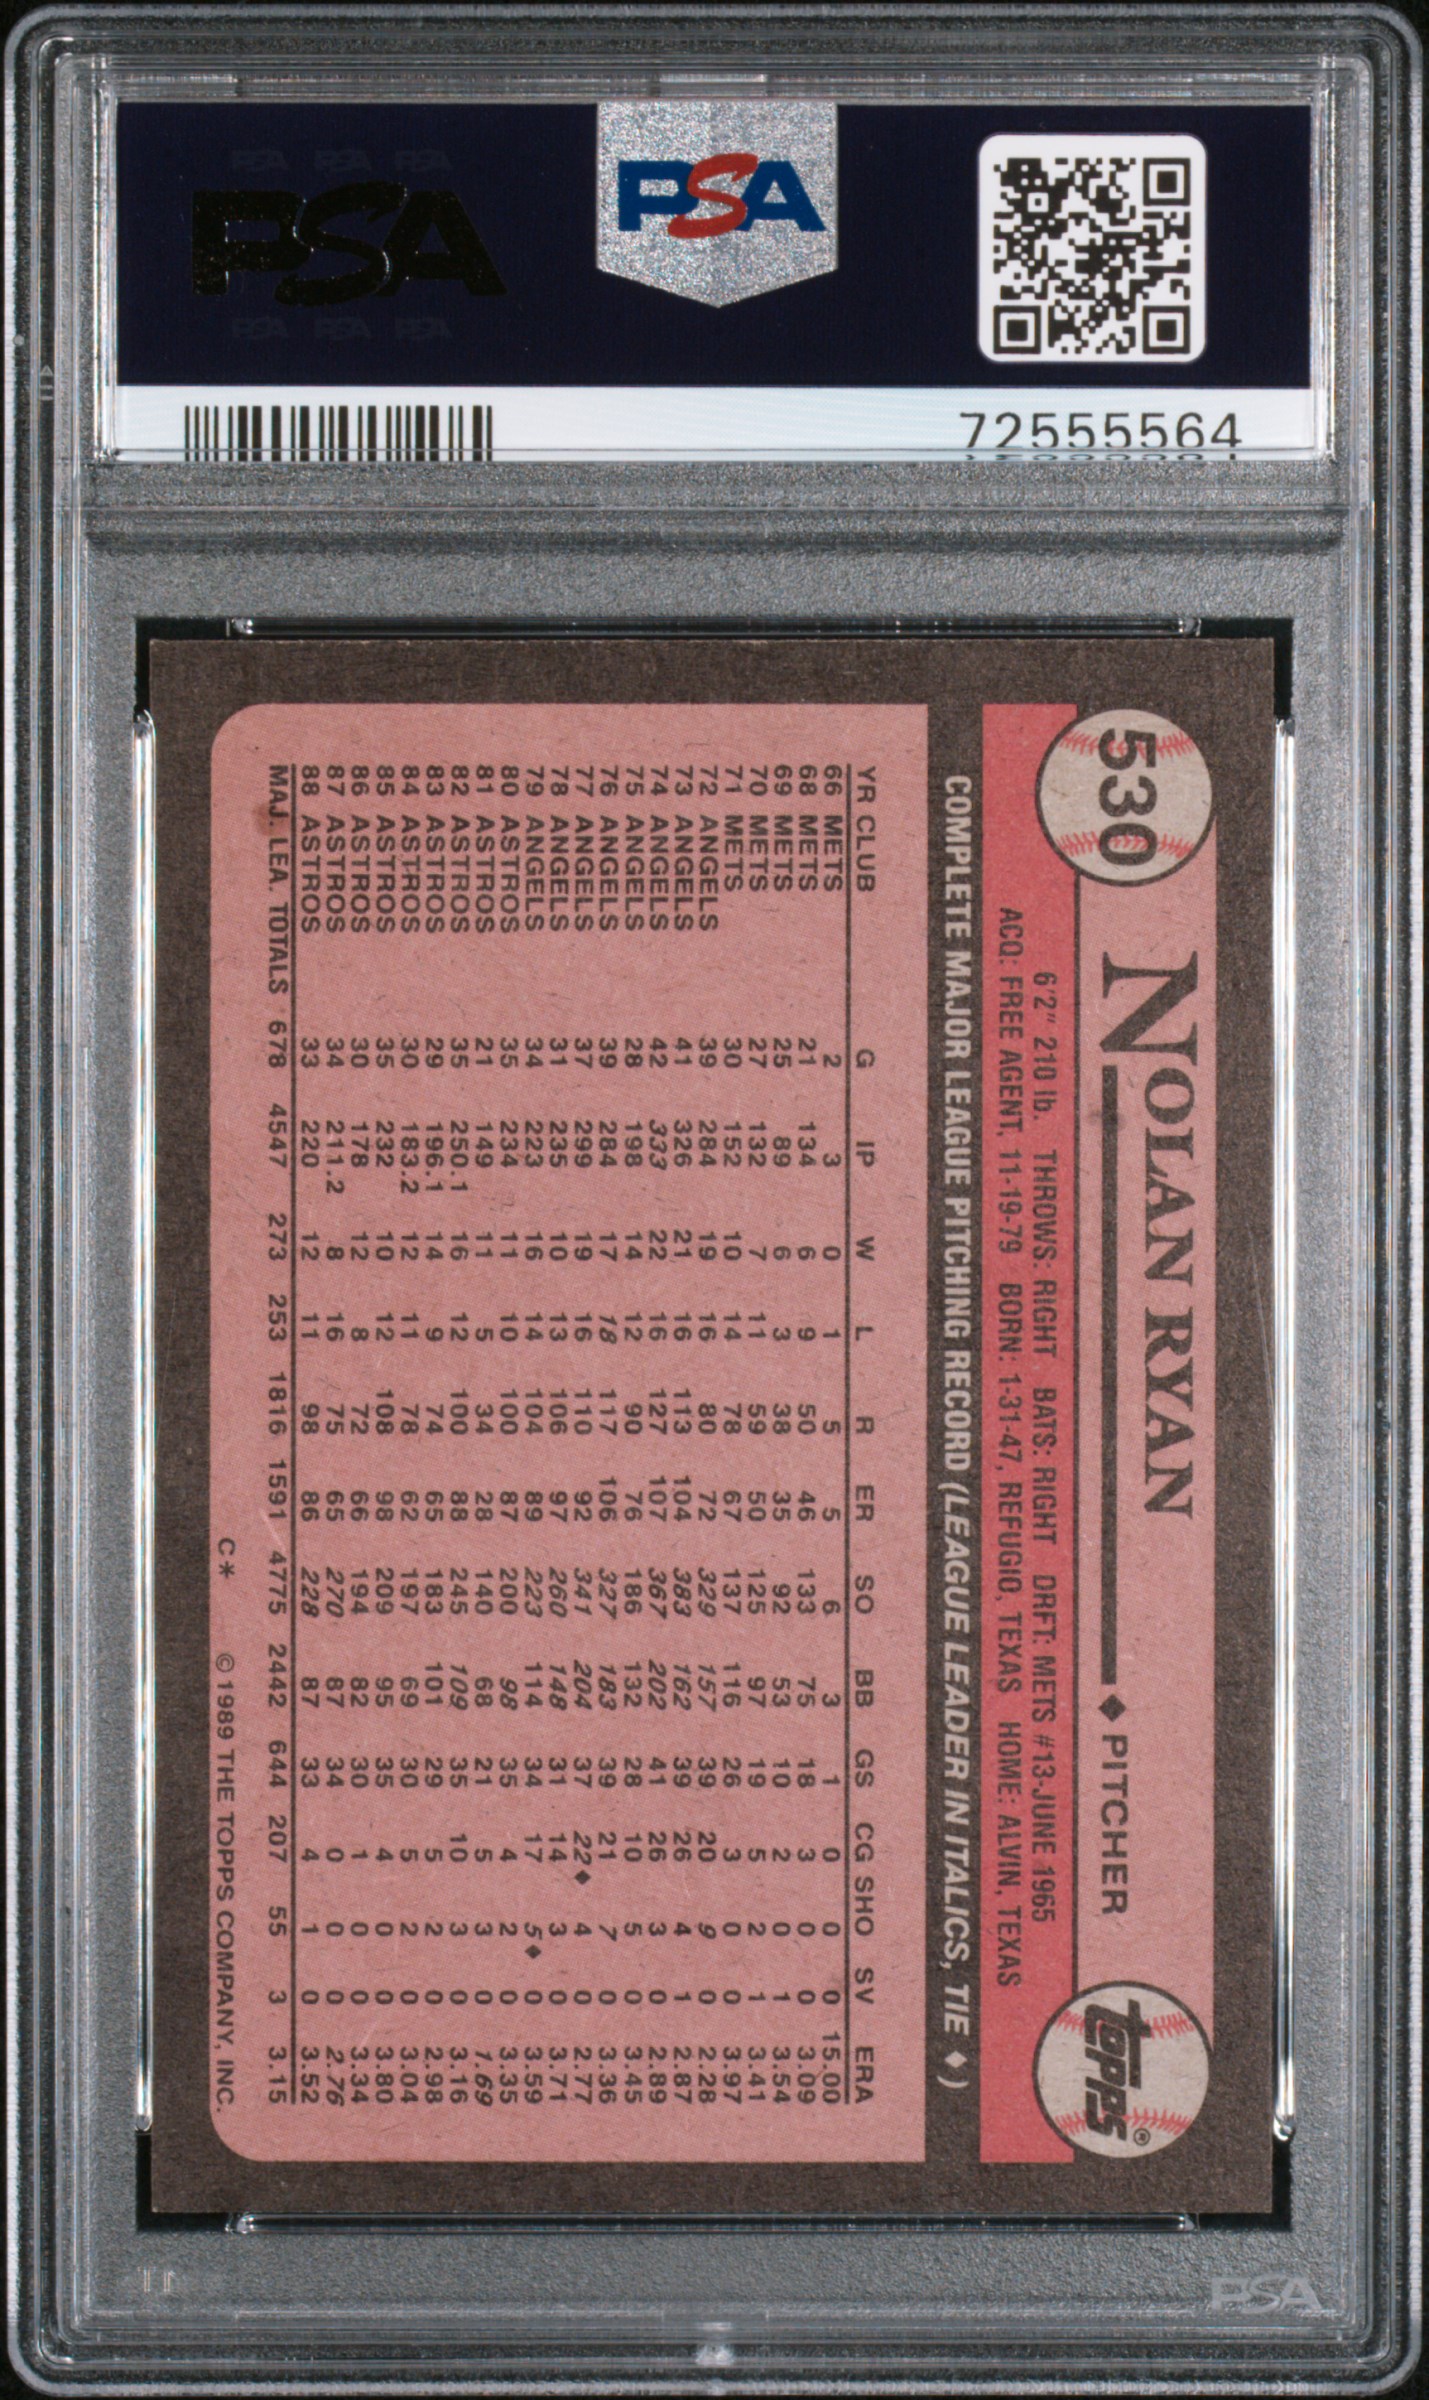 PSA PSA PSA
PSA
PSA PSA PSA
PSA
72555564
530
NOLAN RYAN
◆ PITCHER
topps®
6'2" 210 lb. THROWS: RIGHT BATS: RIGHT DRFT: METS #13-JUNE 1965
ACQ: FREE AGENT, 11-19-79 BORN: 1-31-47, REFUGIO, TEXAS HOME: ALVIN, TEXAS
COMPLETE MAJOR LEAGUE PITCHING RECORD (LEAGUE LEADER IN ITALICS, TIE ◆)
YR CLUB G IP W L R ER SO BB GS CG SHO SV ERA
66 METS 2 3 0 1 5 5 6 3 1 0 0 0 15.00
68 METS 21 134 6 9 50 46 133 75 18 3 0 0 3.09
69 METS 25 89 6 3 38 35 92 53 10 2 0 1 3.54
70 METS 27 132 7 11 59 50 125 97 19 5 2 1 3.41
71 METS 30 152 10 14 78 67 137 116 26 3 0 0 3.97
72 ANGELS 39 284 19 16 80 72 329 157 39 20 9 0 2.28
73 ANGELS 41 326 21 16 113 104 383 162 39 26 4 1 2.87
74 ANGELS 42 333 22 16 127 107 367 202 41 26 3 0 2.89
75 ANGELS 28 198 14 12 90 76 186 132 28 10 5 0 3.45
76 ANGELS 39 284 17 18 117 106 327 183 39 21 7 0 3.36
77 ANGELS 37 299 19 16 110 92 341 204 37 22◆ 4 0 2.77
78 ANGELS 31 235 10 13 106 97 260 148 31 14 3 0 3.71
79 ANGELS 34 223 16 14 104 89 223 114 34 17 5◆ 0 3.59
80 ASTROS 35 234 11 10 100 87 200 98 35 4 2 0 3.35
81 ASTROS 21 149 11 5 34 28 140 68 21 5 3 0 1.69
82 ASTROS 35 250.1 16 12 100 88 245 109 35 10 3 0 3.16
83 ASTROS 29 196.1 14 9 74 65 183 101 29 5 2 0 2.98
84 ASTROS 30 183.2 12 11 78 62 197 69 30 5 2 0 3.04
85 ASTROS 35 232 10 12 108 98 209 95 35 4 0 0 3.80
86 ASTROS 30 178 12 8 72 66 194 82 30 1 0 0 3.34
87 ASTROS 34 211.2 8 16 75 65 270 87 34 0 0 0 2.76
88 ASTROS 33 220 12 11 98 86 228 87 33 4 1 0 3.52
MAJ. LEA. TOTALS 678 4547 273 253 1816 1591 4775 2442 644 207 55 3 3.15
C* © 1989 THE TOPPS COMPANY, INC.
PSA